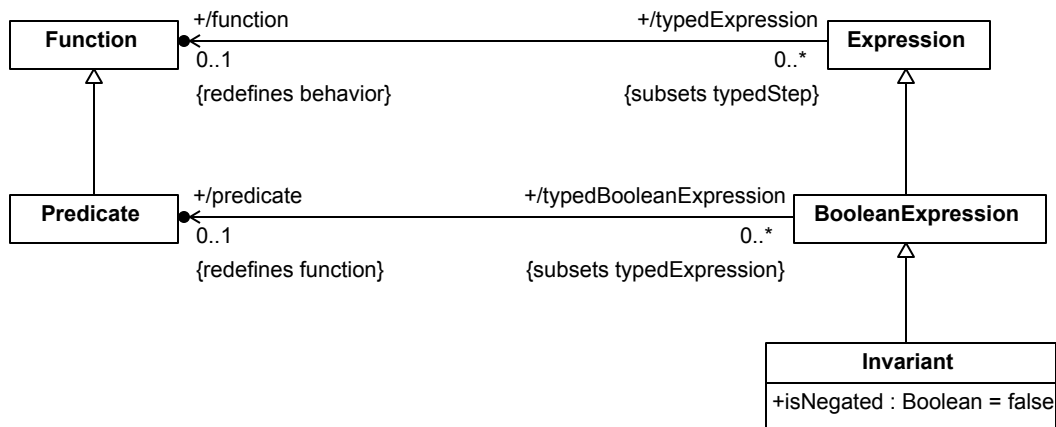 +/function
+/typedExpression
Function
Expression
0..1
0..*
{redefines behavior}
{subsets typedStep}
+/predicate
+/typedBooleanExpression
Predicate
BooleanExpression
0..1
0..*
{redefines function}
{subsets typedExpression}
Invariant
+isNegated : Boolean = false